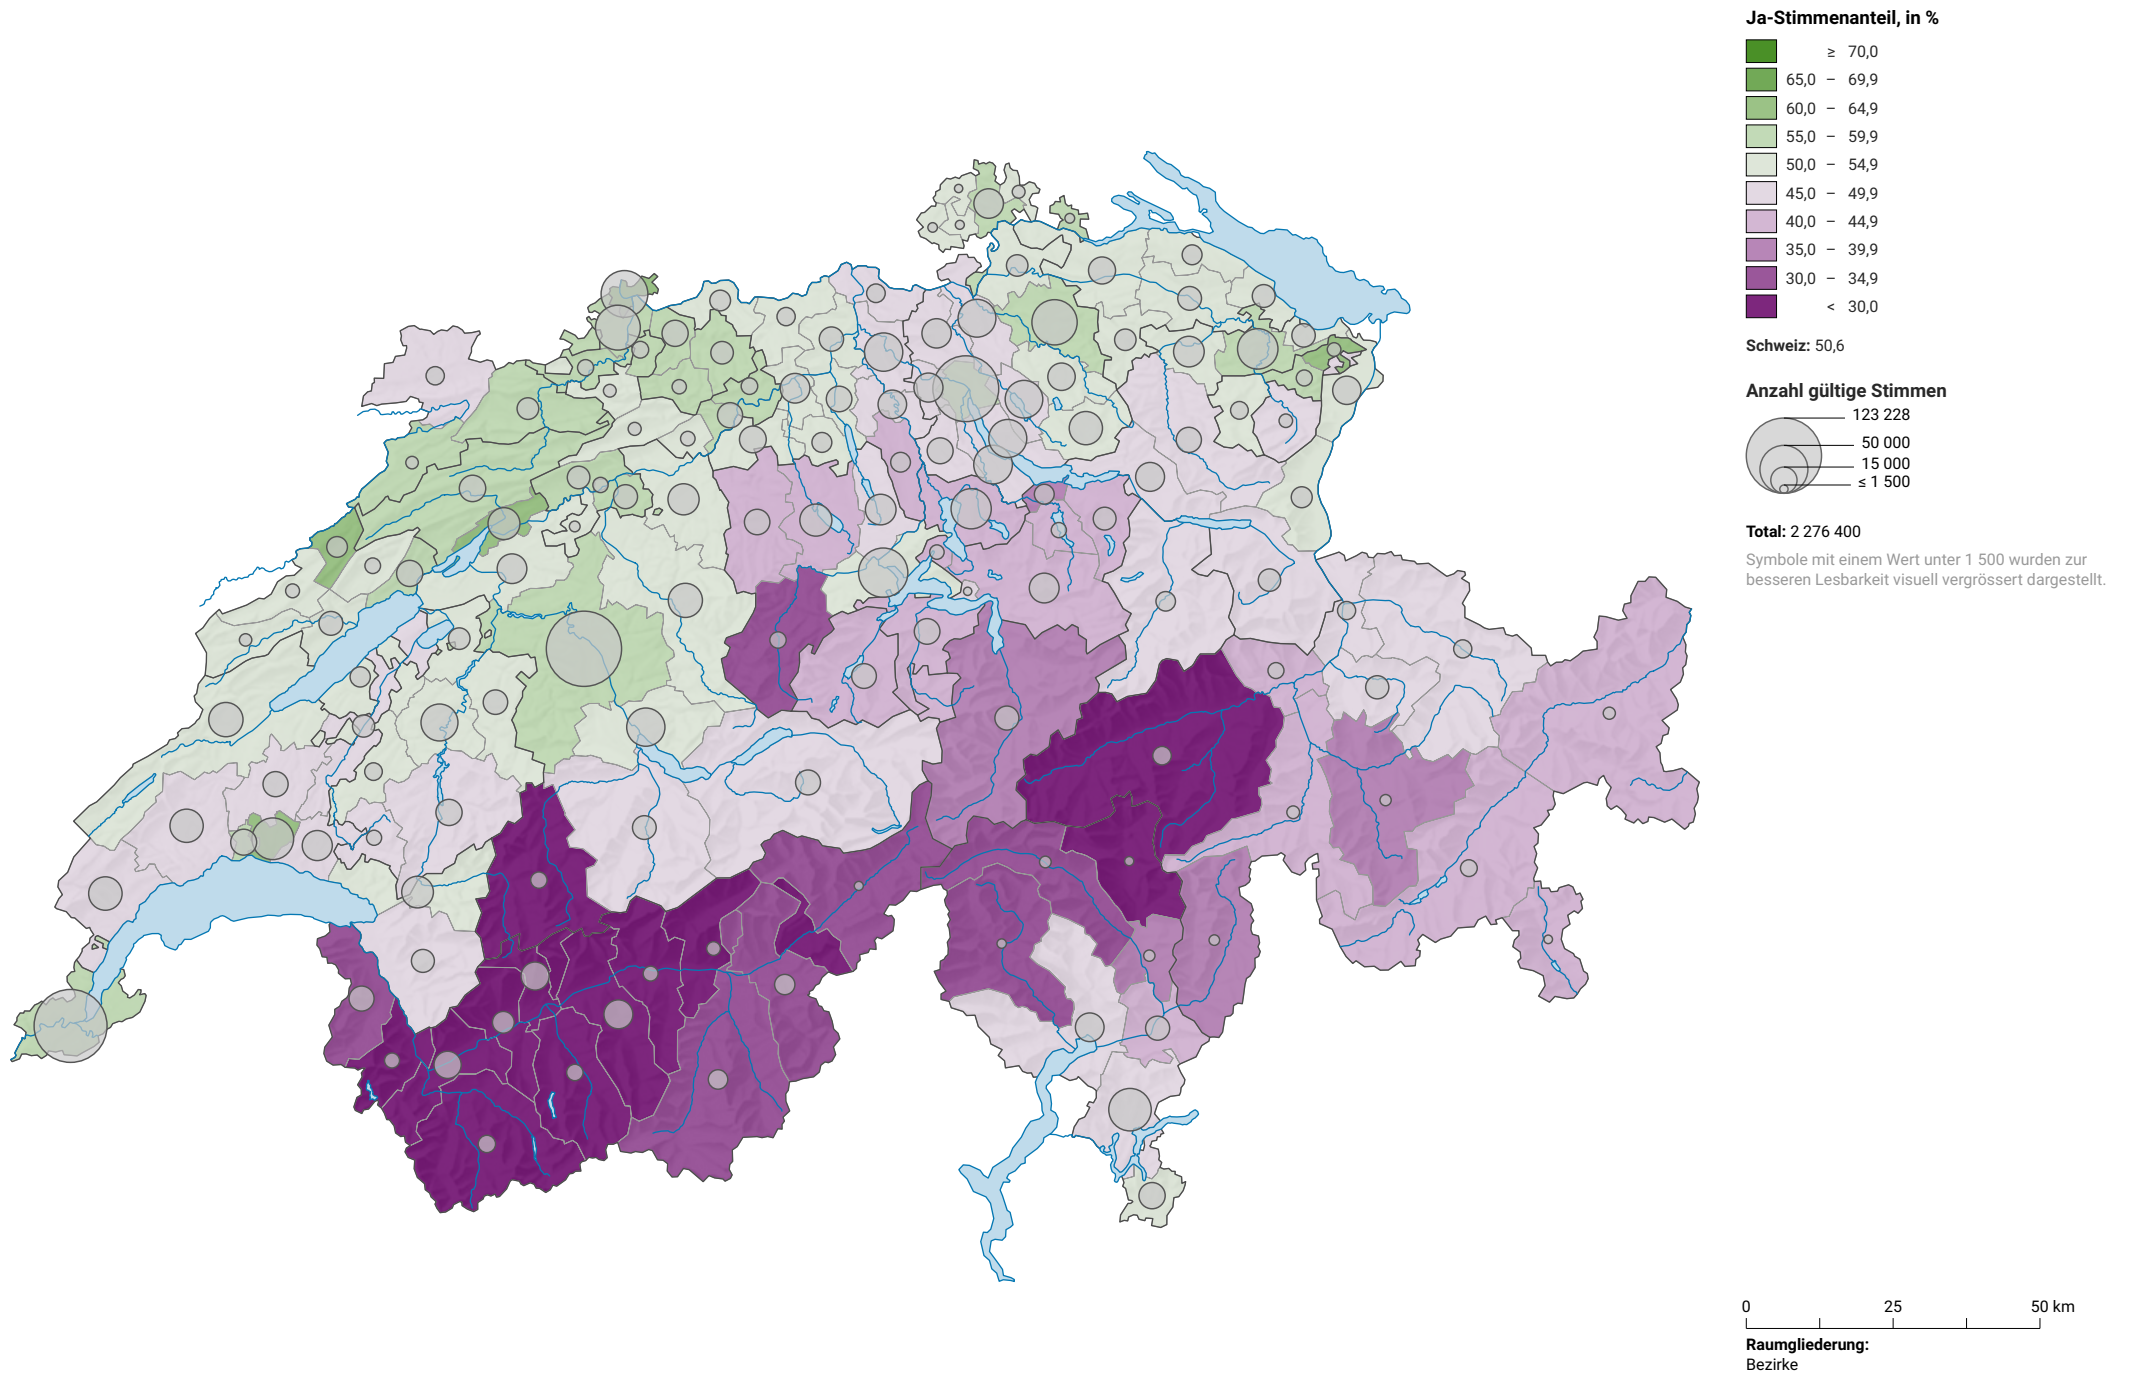 Ja-Stimmenanteil, in %
≥ 70,0
65,0 – 69,9
60,0 – 64,9
55,0 – 59,9
50,0 – 54,9
45,0 – 49,9
40,0 – 44,9
35,0 – 39,9
30,0 – 34,9
< 30,0
Schweiz: 50,6
Anzahl gültige Stimmen
123 228
50 000
15 000
≤ 1 500
Total: 2 276 400
Symbole mit einem Wert unter 1 500 wurden zur
besseren Lesbarkeit visuell vergrössert dargestellt.
0 25 50 km
Raumgliederung:
Bezirke